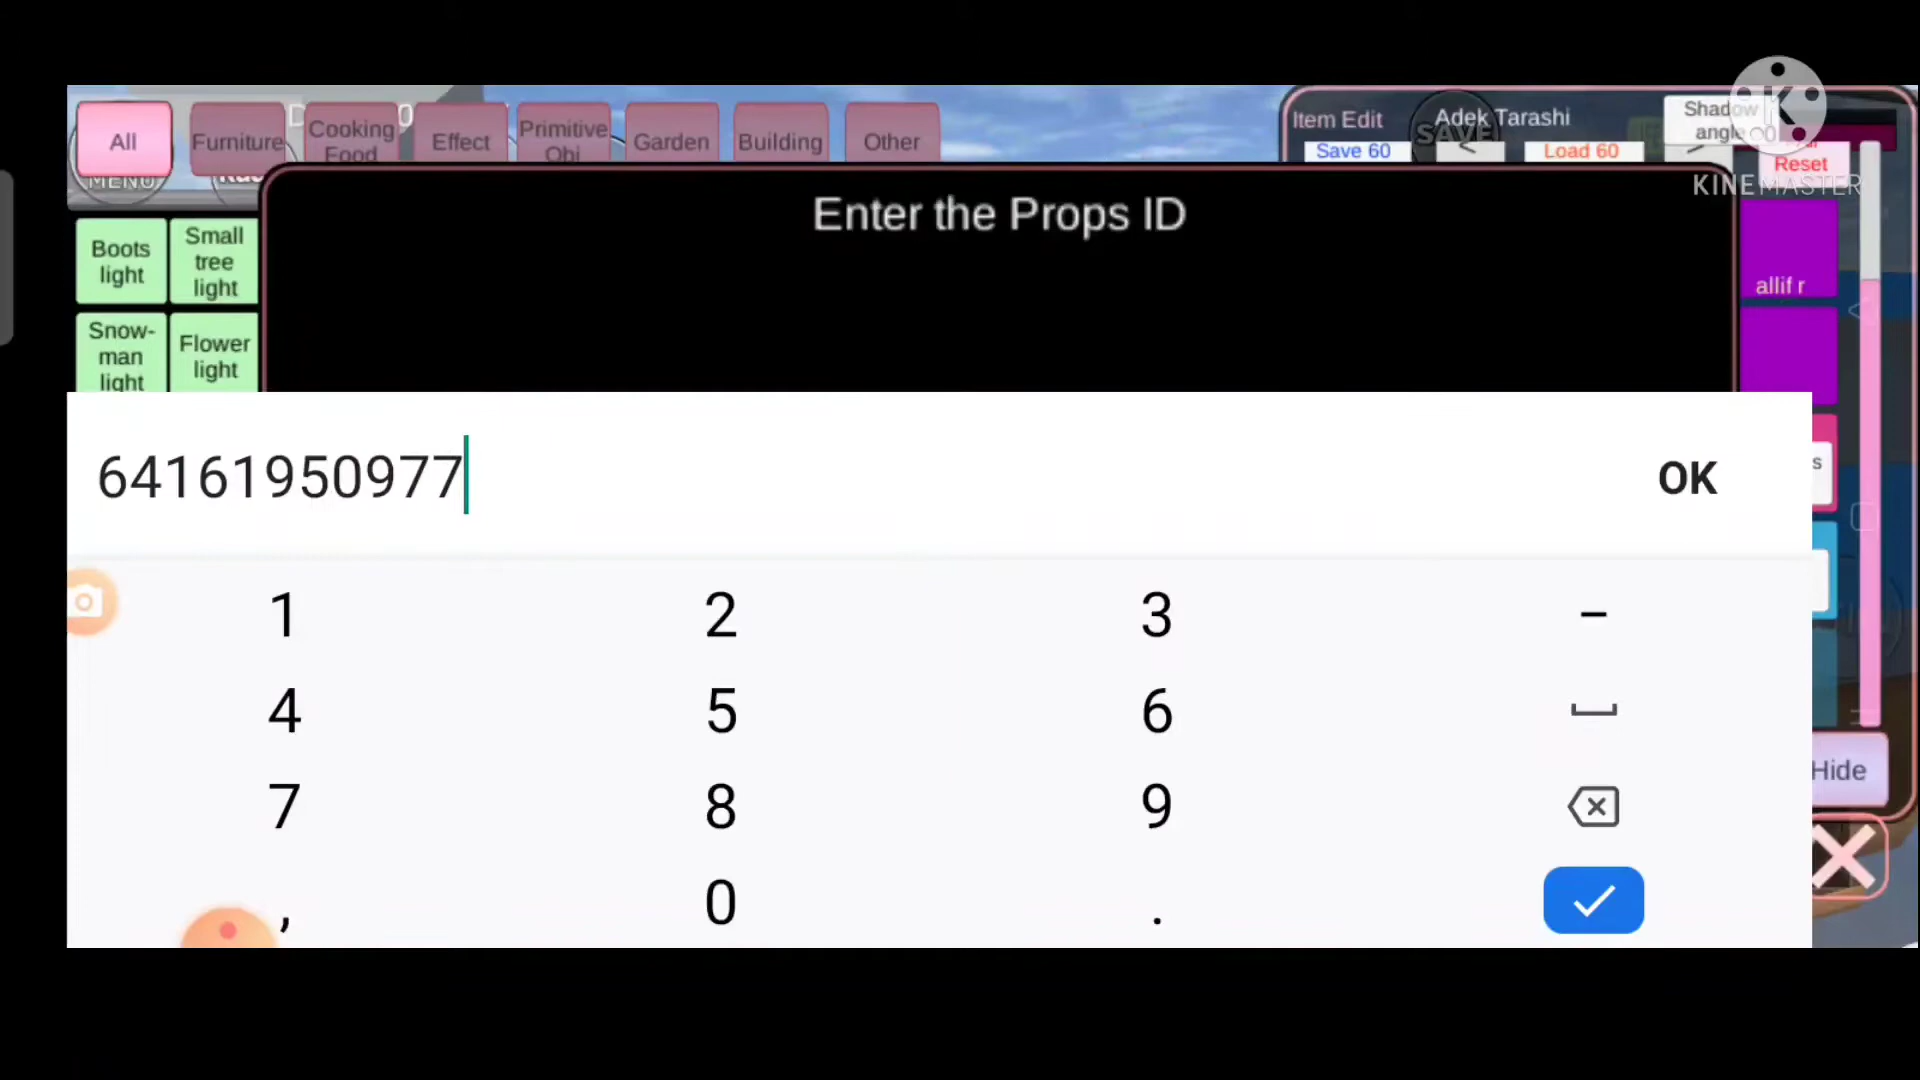 All
Furniture
Cooking
Food
Effect
Primitive
Obj
Garden
Building
Other
MENU
Item Edit
Adek Tarashi
SAVE
Save 60
<
Load 60
>
Shadow
angle
Reset
KINEMASTER
Enter the Props ID
Boots
light
Small
tree
light
Snow-
man
light
Flower
light
allif r
64161950977
OK
s
1 2 3 –
4 5 6
7 8 9
, 0 .
Hide